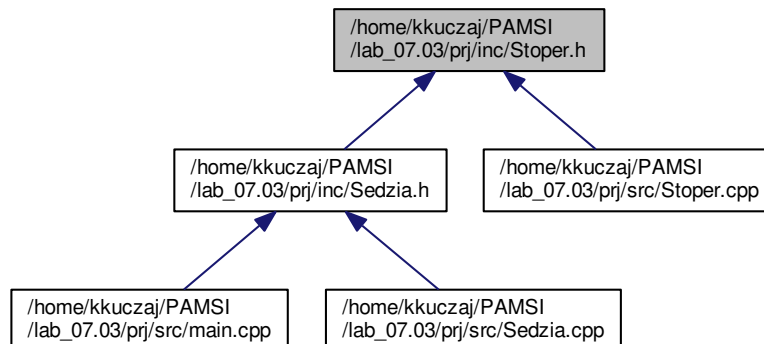 /home/kkuczaj/PAMSI
/lab_07.03/prj/inc/Stoper.h
/home/kkuczaj/PAMSI
/lab_07.03/prj/inc/Sedzia.h
/home/kkuczaj/PAMSI
/lab_07.03/prj/src/Stoper.cpp
/home/kkuczaj/PAMSI
/lab_07.03/prj/src/main.cpp
/home/kkuczaj/PAMSI
/lab_07.03/prj/src/Sedzia.cpp